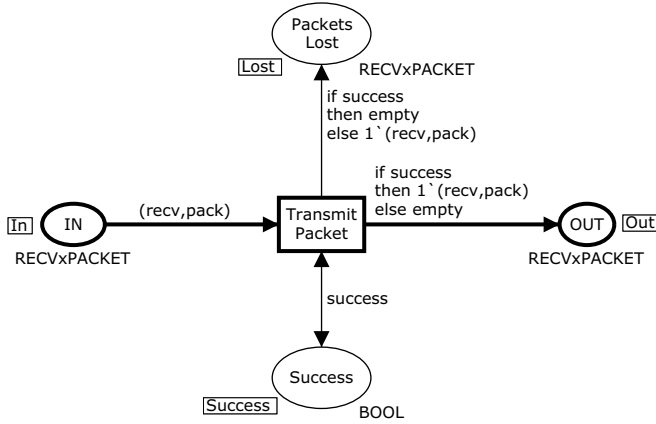 Packets
Lost
Lost
RECVxPACKET
if success
then empty
else 1`(recv,pack)
if success
then 1`(recv,pack)
else empty
In
IN
(recv,pack)
Transmit
Packet
OUT
Out
RECVxPACKET
RECVxPACKET
success
Success
Success
BOOL